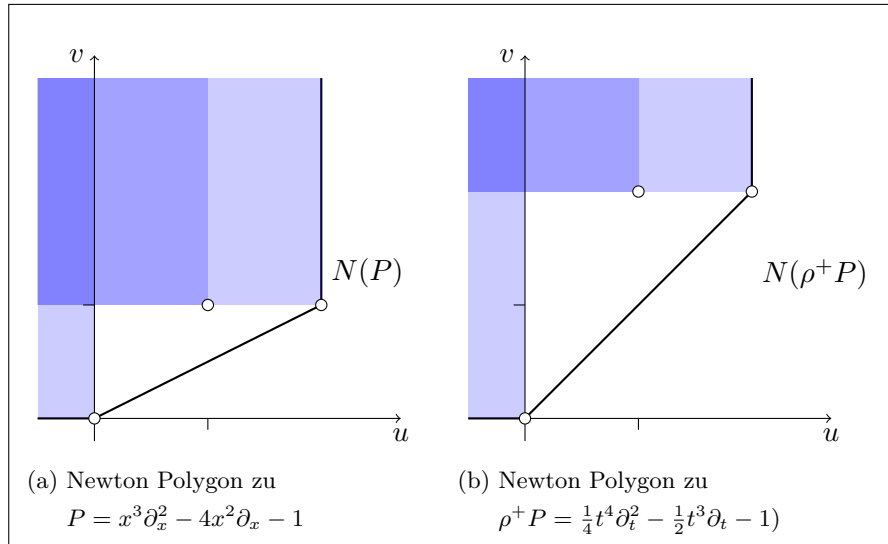 v
N(P)
u
(a) Newton Polygon zu
P = x³∂ₓ² − 4x²∂ₓ − 1
v
N(ρ⁺P)
u
(b) Newton Polygon zu
ρ⁺P = ¼t⁴∂ₜ² − ½t³∂ₜ − 1)